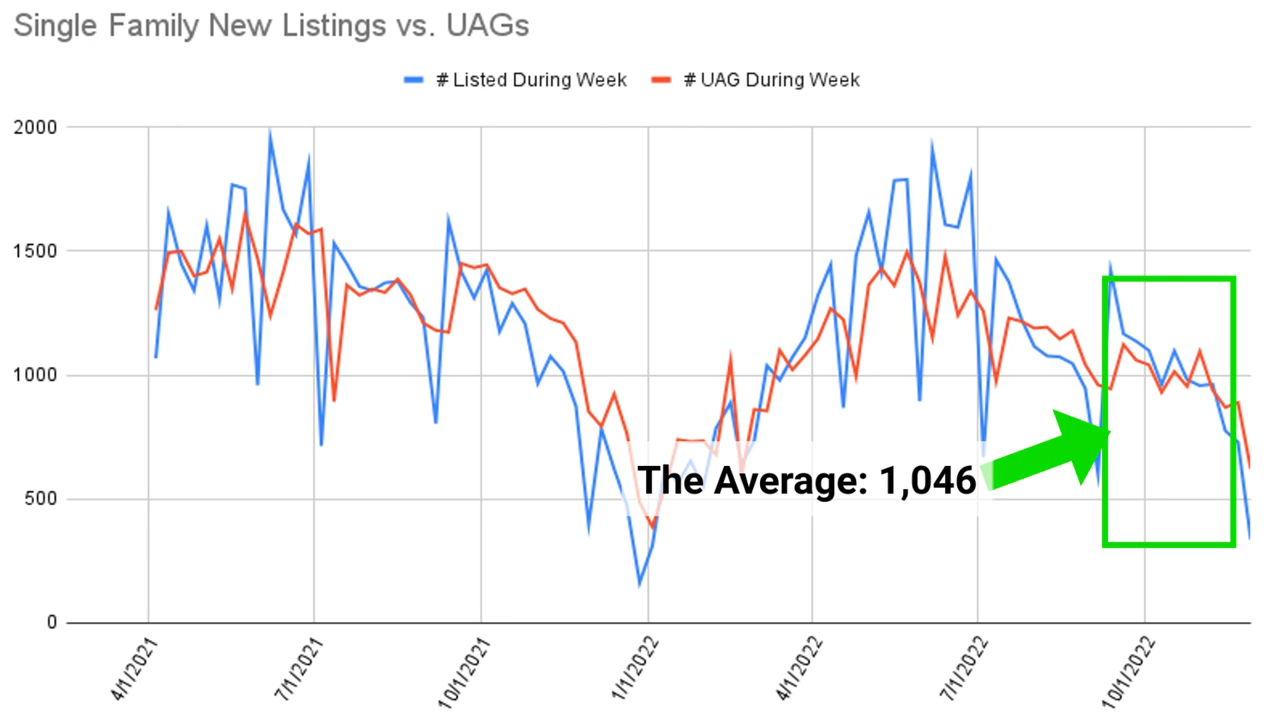 Single Family New Listings vs. UAGs
# Listed During Week # UAG During Week
2000
1500
1000
500
0
The Average: 1,046
4/1/2021 7/1/2021 10/1/2021 1/1/2022 4/1/2022 7/1/2022 10/1/2022